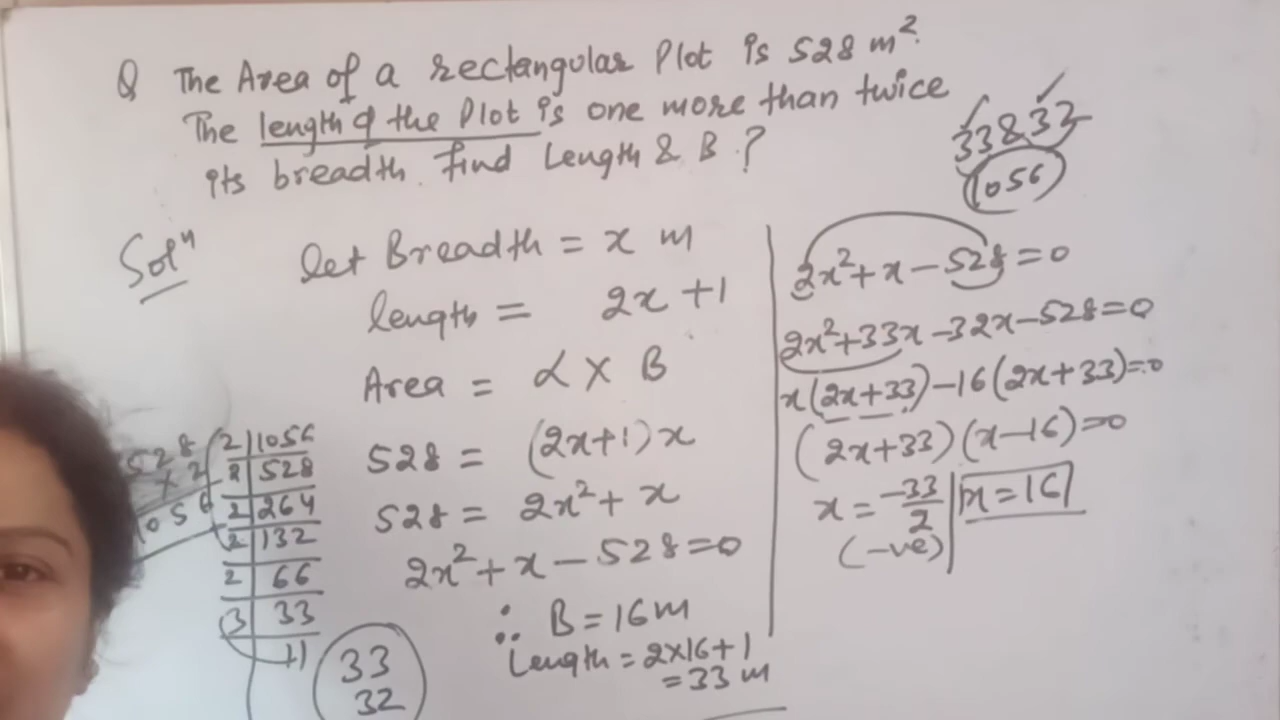 Q The Area of a rectangular Plot is 528 m².
The length of the Plot is one more than twice
its breadth. find Length & B.?
33 & 32
1056
Solⁿ
let Breadth = x m
length = 2x + 1
Area = L X B
528 = (2x+1)x
528 = 2x² + x
2x² + x - 528 = 0
∴ B = 16m
Length = 2x16+1
= 33 m
2x² + x - 528 = 0
2x² + 33x - 32x - 528 = 0
x(2x+33) - 16(2x+33) = 0
(2x+33)(x-16) = 0
x = -33/2 | x = 16
(-ve)
528
x 2
1056
2 | 1056
2 | 528
2 | 264
2 | 132
2 | 66
3 | 33
11
33
32